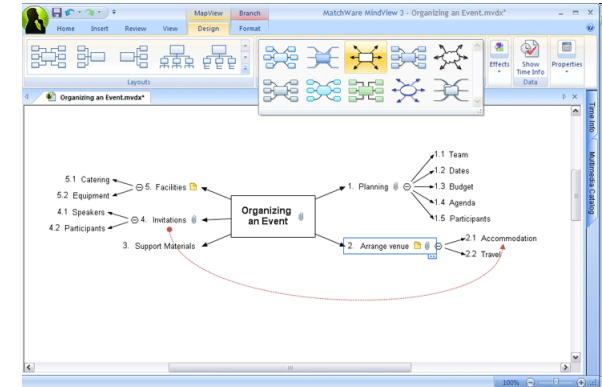 MapView Branch MatchWare MindView 3 - Organizing an Event.mvdx*
Home Insert Review View Design Format
Effects Show Time Info Properties
Layouts Data
Organizing an Event.mvdx*
Time Info
Multimedia Catalog
Organizing an Event
1. Planning
1.1 Team
1.2 Dates
1.3 Budget
1.4 Agenda
1.5 Participants
2. Arrange venue
2.1 Accommodation
2.2 Travel
3. Support Materials
4. Invitations
4.1 Speakers
4.2 Participants
5. Facilities
5.1 Catering
5.2 Equipment
100%